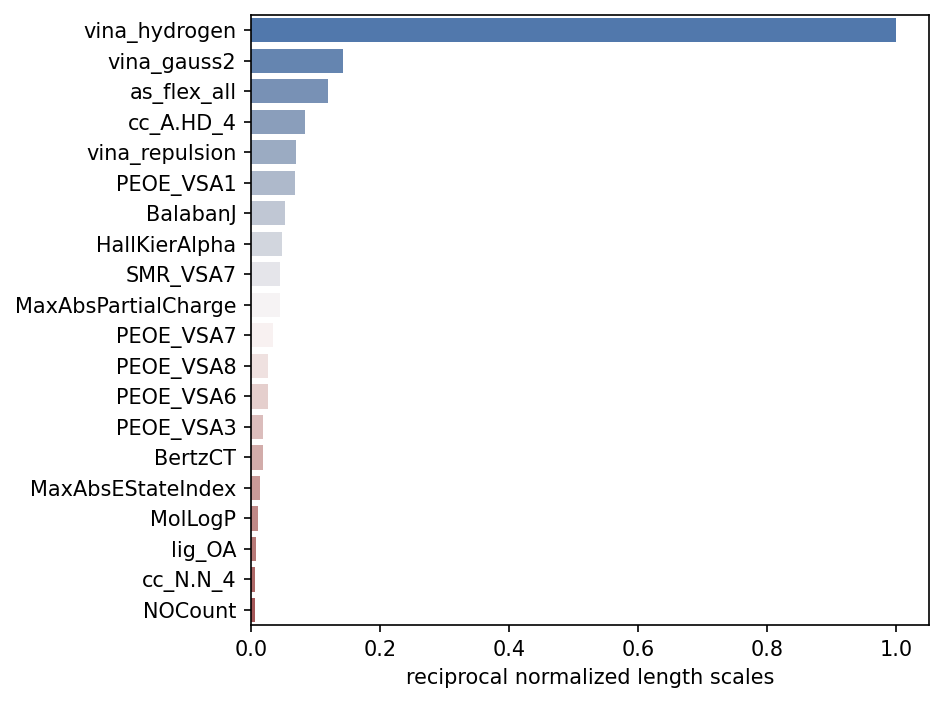 vina_hydrogen
vina_gauss2
as_flex_all
cc_A.HD_4
vina_repulsion
PEOE_VSA1
BalabanJ
HallKierAlpha
SMR_VSA7
MaxAbsPartialCharge
PEOE_VSA7
PEOE_VSA8
PEOE_VSA6
PEOE_VSA3
BertzCT
MaxAbsEStateIndex
MolLogP
lig_OA
cc_N.N_4
NOCount
0.0 0.2 0.4 0.6 0.8 1.0
reciprocal normalized length scales